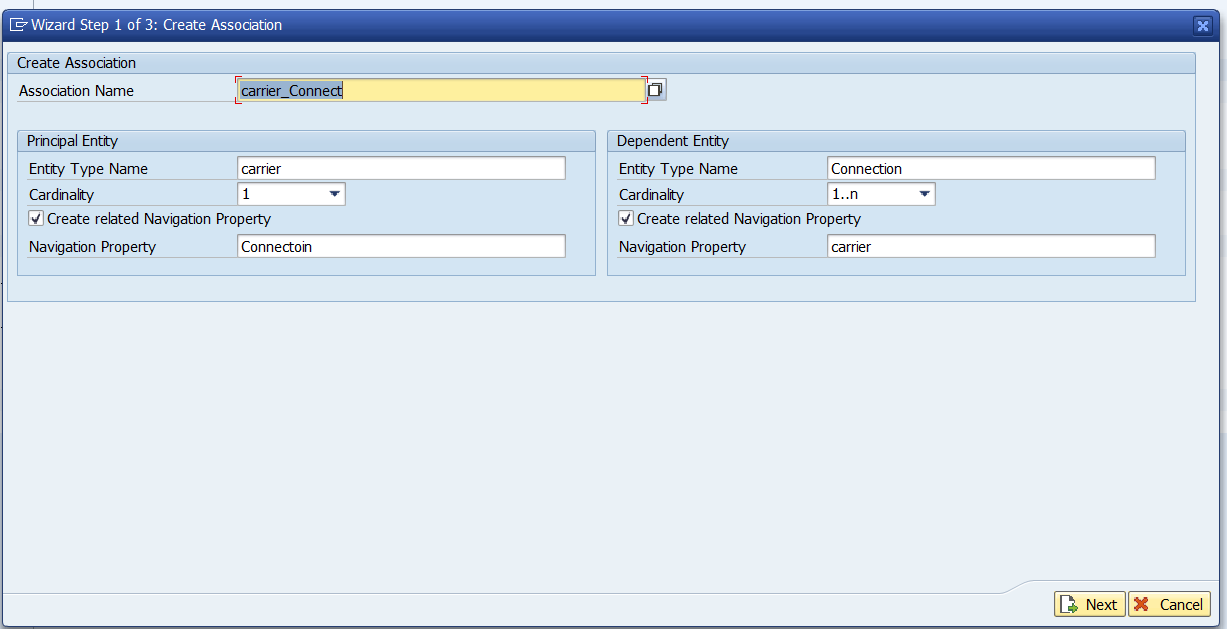 Wizard Step 1 of 3: Create Association
Create Association
Association Name carrier_Connect
Principal Entity
Entity Type Name carrier
Cardinality 1
Create related Navigation Property
Navigation Property Connectoin
Dependent Entity
Entity Type Name Connection
Cardinality 1..n
Create related Navigation Property
Navigation Property carrier
Next Cancel